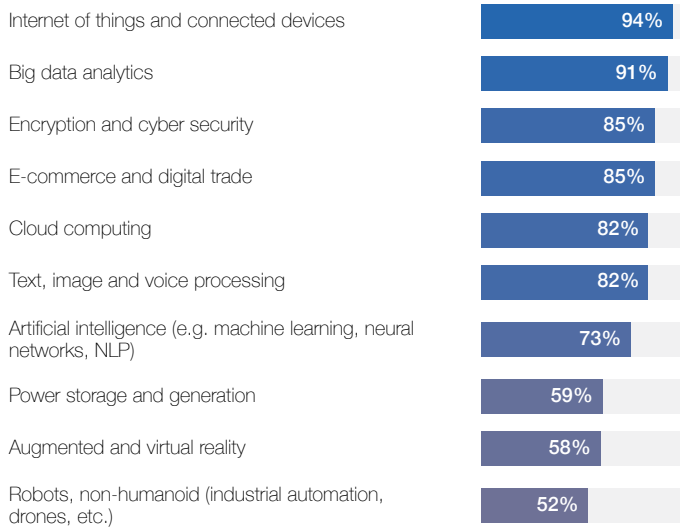 Internet of things and connected devices 94%
Big data analytics 91%
Encryption and cyber security 85%
E-commerce and digital trade 85%
Cloud computing 82%
Text, image and voice processing 82%
Artificial intelligence (e.g. machine learning, neural
networks, NLP) 73%
Power storage and generation 59%
Augmented and virtual reality 58%
Robots, non-humanoid (industrial automation,
drones, etc.) 52%